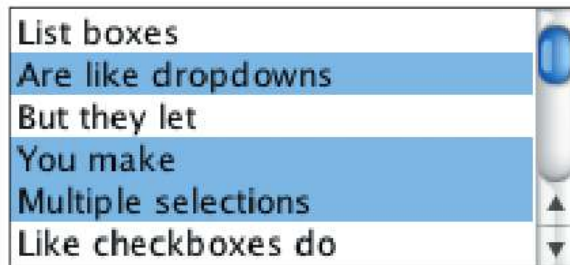 List boxes
Are like dropdowns
But they let
You make
Multiple selections
Like checkboxes do